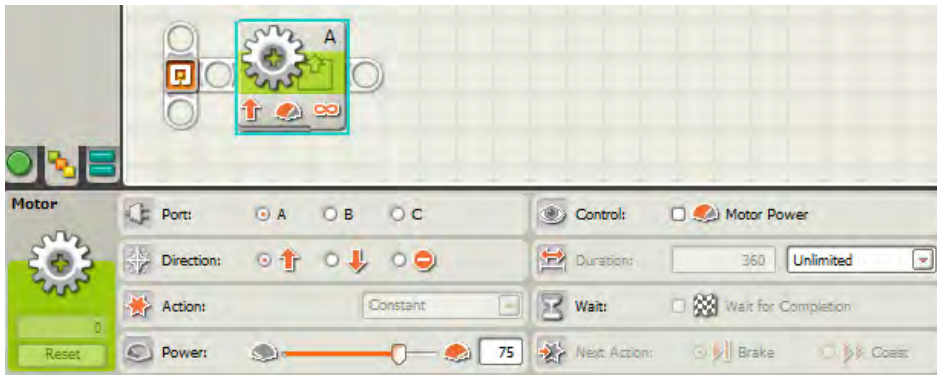 A
Motor
0
Reset
Port: A B C
Direction:
Action: Constant
Power: 75
Control: Motor Power
Duration: 360 Unlimited
Wait: Wait for Completion
Next Action: Brake Coast